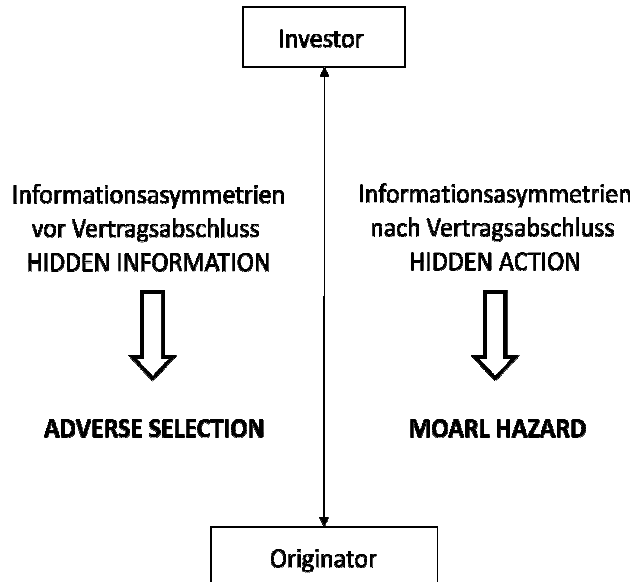 Investor
Informationsasymmetrien
vor Vertragsabschluss
HIDDEN INFORMATION
Informationsasymmetrien
nach Vertragsabschluss
HIDDEN ACTION
ADVERSE SELECTION
MOARL HAZARD
Originator